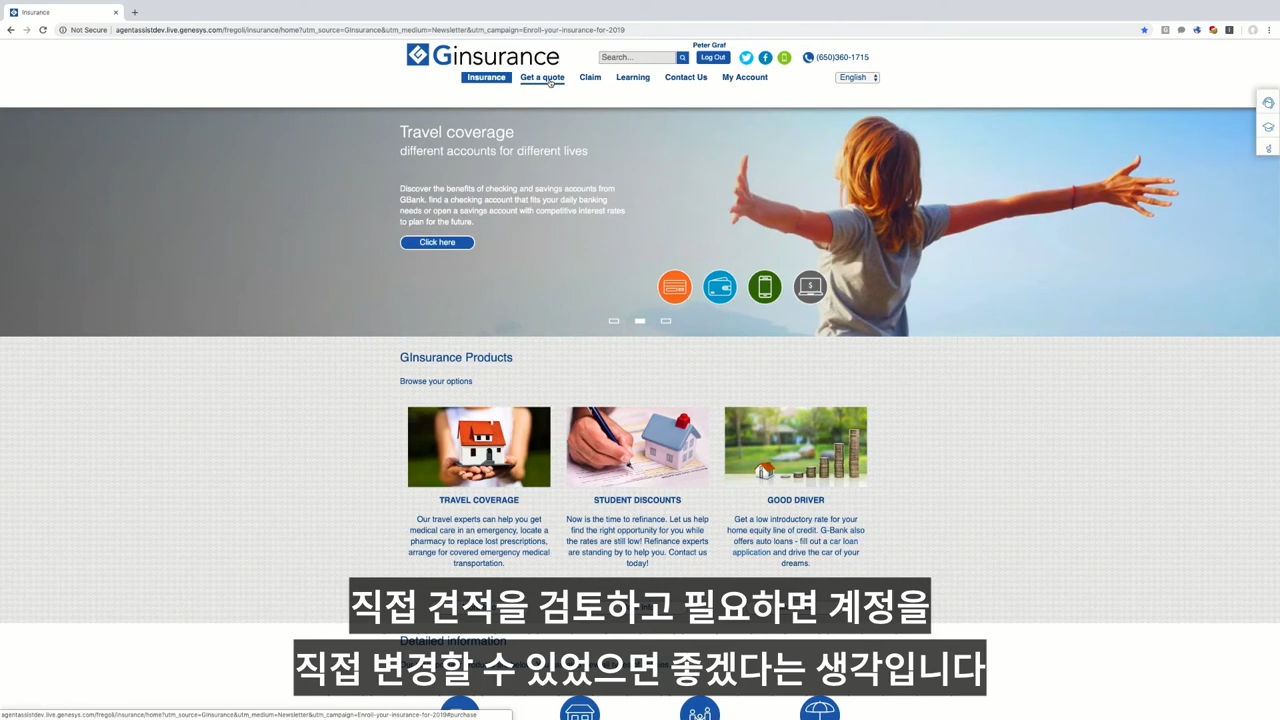 Insurance
Not Secure
agentassistdev.live.genesys.com/fregoli/insurance/home?utm_source=GInsurance&utm_medium=Newsletter&utm_campaign=Enroll-your-insurance-for-2019
Peter Graf
Ginsurance
Search...
Log Out
(650)360-1715
Insurance
Get a quote
Claim
Learning
Contact Us
My Account
English
Travel coverage
different accounts for different lives
Discover the benefits of checking and savings accounts from
GBank. find a checking account that fits your daily banking
needs or open a savings account with competitive interest rates
to plan for the future.
Click here
GInsurance Products
Browse your options
TRAVEL COVERAGE
Our travel experts can help you get
medical care in an emergency, locate a
pharmacy to replace lost prescriptions,
arrange for covered emergency medical
transportation.
STUDENT DISCOUNTS
Now is the time to refinance. Let us help
find the right opportunity for you while
the rates are still low! Refinance experts
are standing by to help you. Contact us
today!
GOOD DRIVER
Get a low introductory rate for your
home equity line of credit. G-Bank also
offers auto loans - fill out a car loan
application and drive the car of your
dreams.
직접 견적을 검토하고 필요하면 계정을
Detailed information
직접 변경할 수 있었으면 좋겠다는 생각입니다
agentassistdev.live.genesys.com/fregoli/insurance/home?utm_source=GInsurance&utm_medium=Newsletter&utm_campaign=Enroll-your-insurance-for-2019#purchase